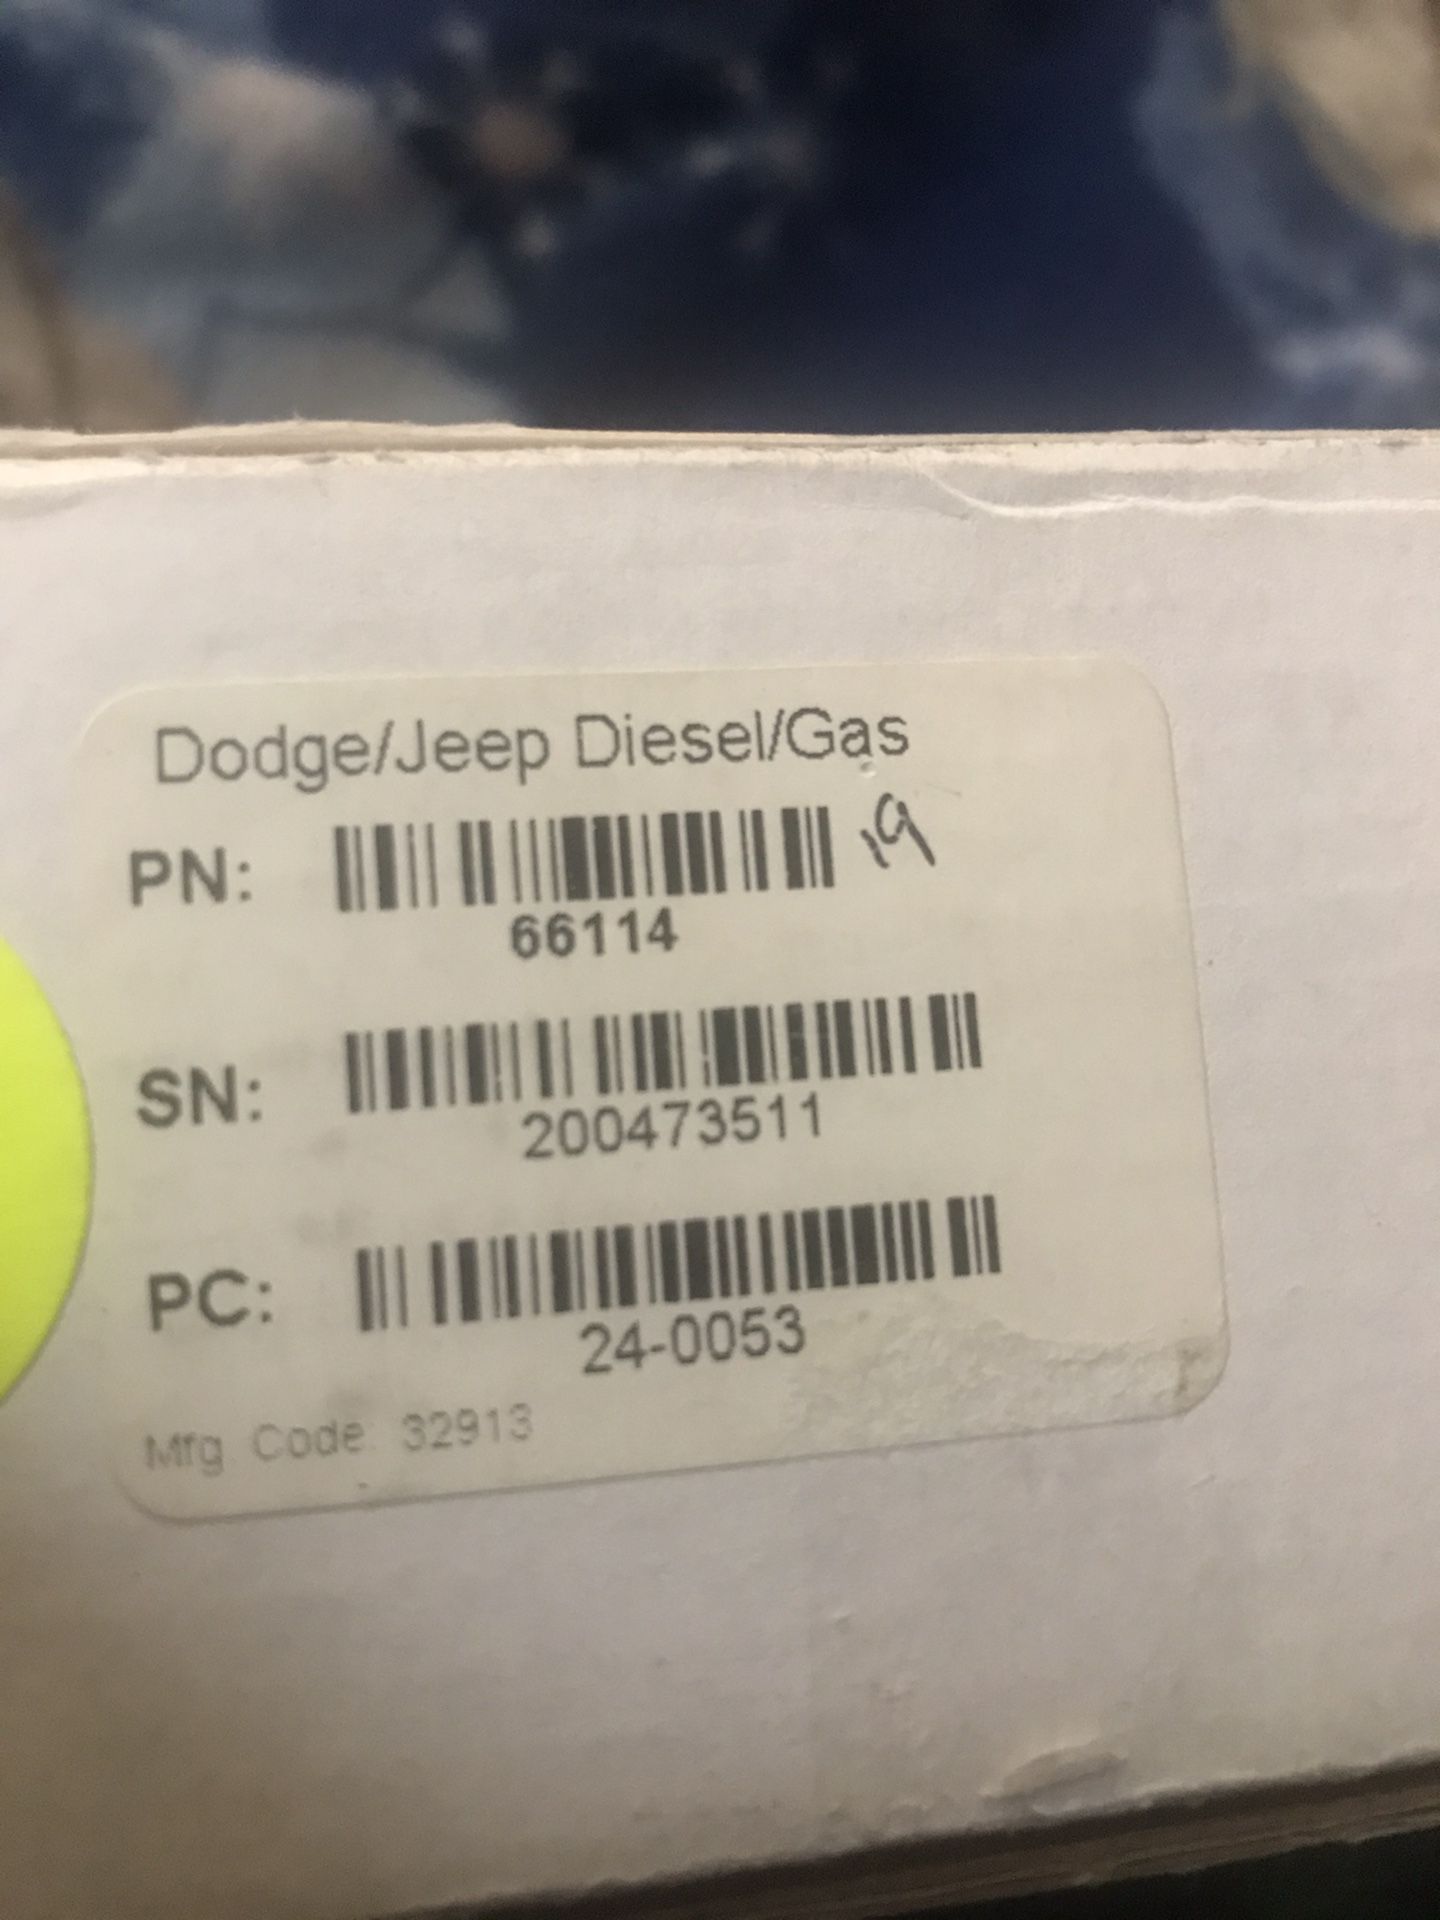 Dodge/Jeep Diesel/Gas
PN: 19
66114
SN:
200473511
PC:
24-0053
Mfg Code: 32913